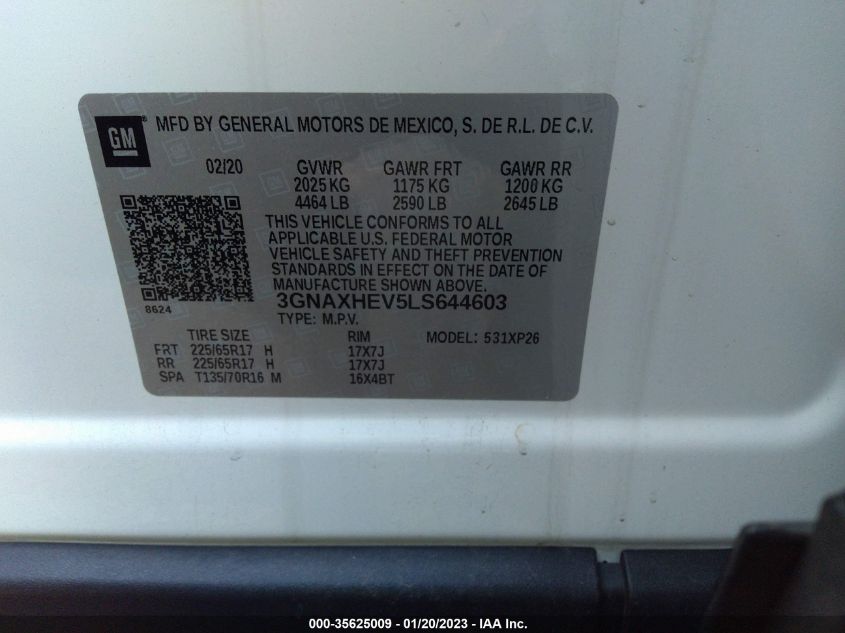 GM ® MFD BY GENERAL MOTORS DE MEXICO, S. DE R.L. DE C.V.
02/20 GVWR GAWR FRT GAWR RR
2025 KG 1175 KG 1200 KG
4464 LB 2590 LB 2645 LB
THIS VEHICLE CONFORMS TO ALL
APPLICABLE U.S. FEDERAL MOTOR
VEHICLE SAFETY AND THEFT PREVENTION
STANDARDS IN EFFECT ON THE DATE OF
MANUFACTURE SHOWN ABOVE.
3GNAXHEV5LS644603
8624
TYPE: M.P.V.
TIRE SIZE RIM MODEL: 531XP26
FRT 225/65R17 H 17X7J
RR 225/65R17 H 17X7J
SPA T135/70R16 M 16X4BT
000-35625009 - 01/20/2023 - IAA Inc.